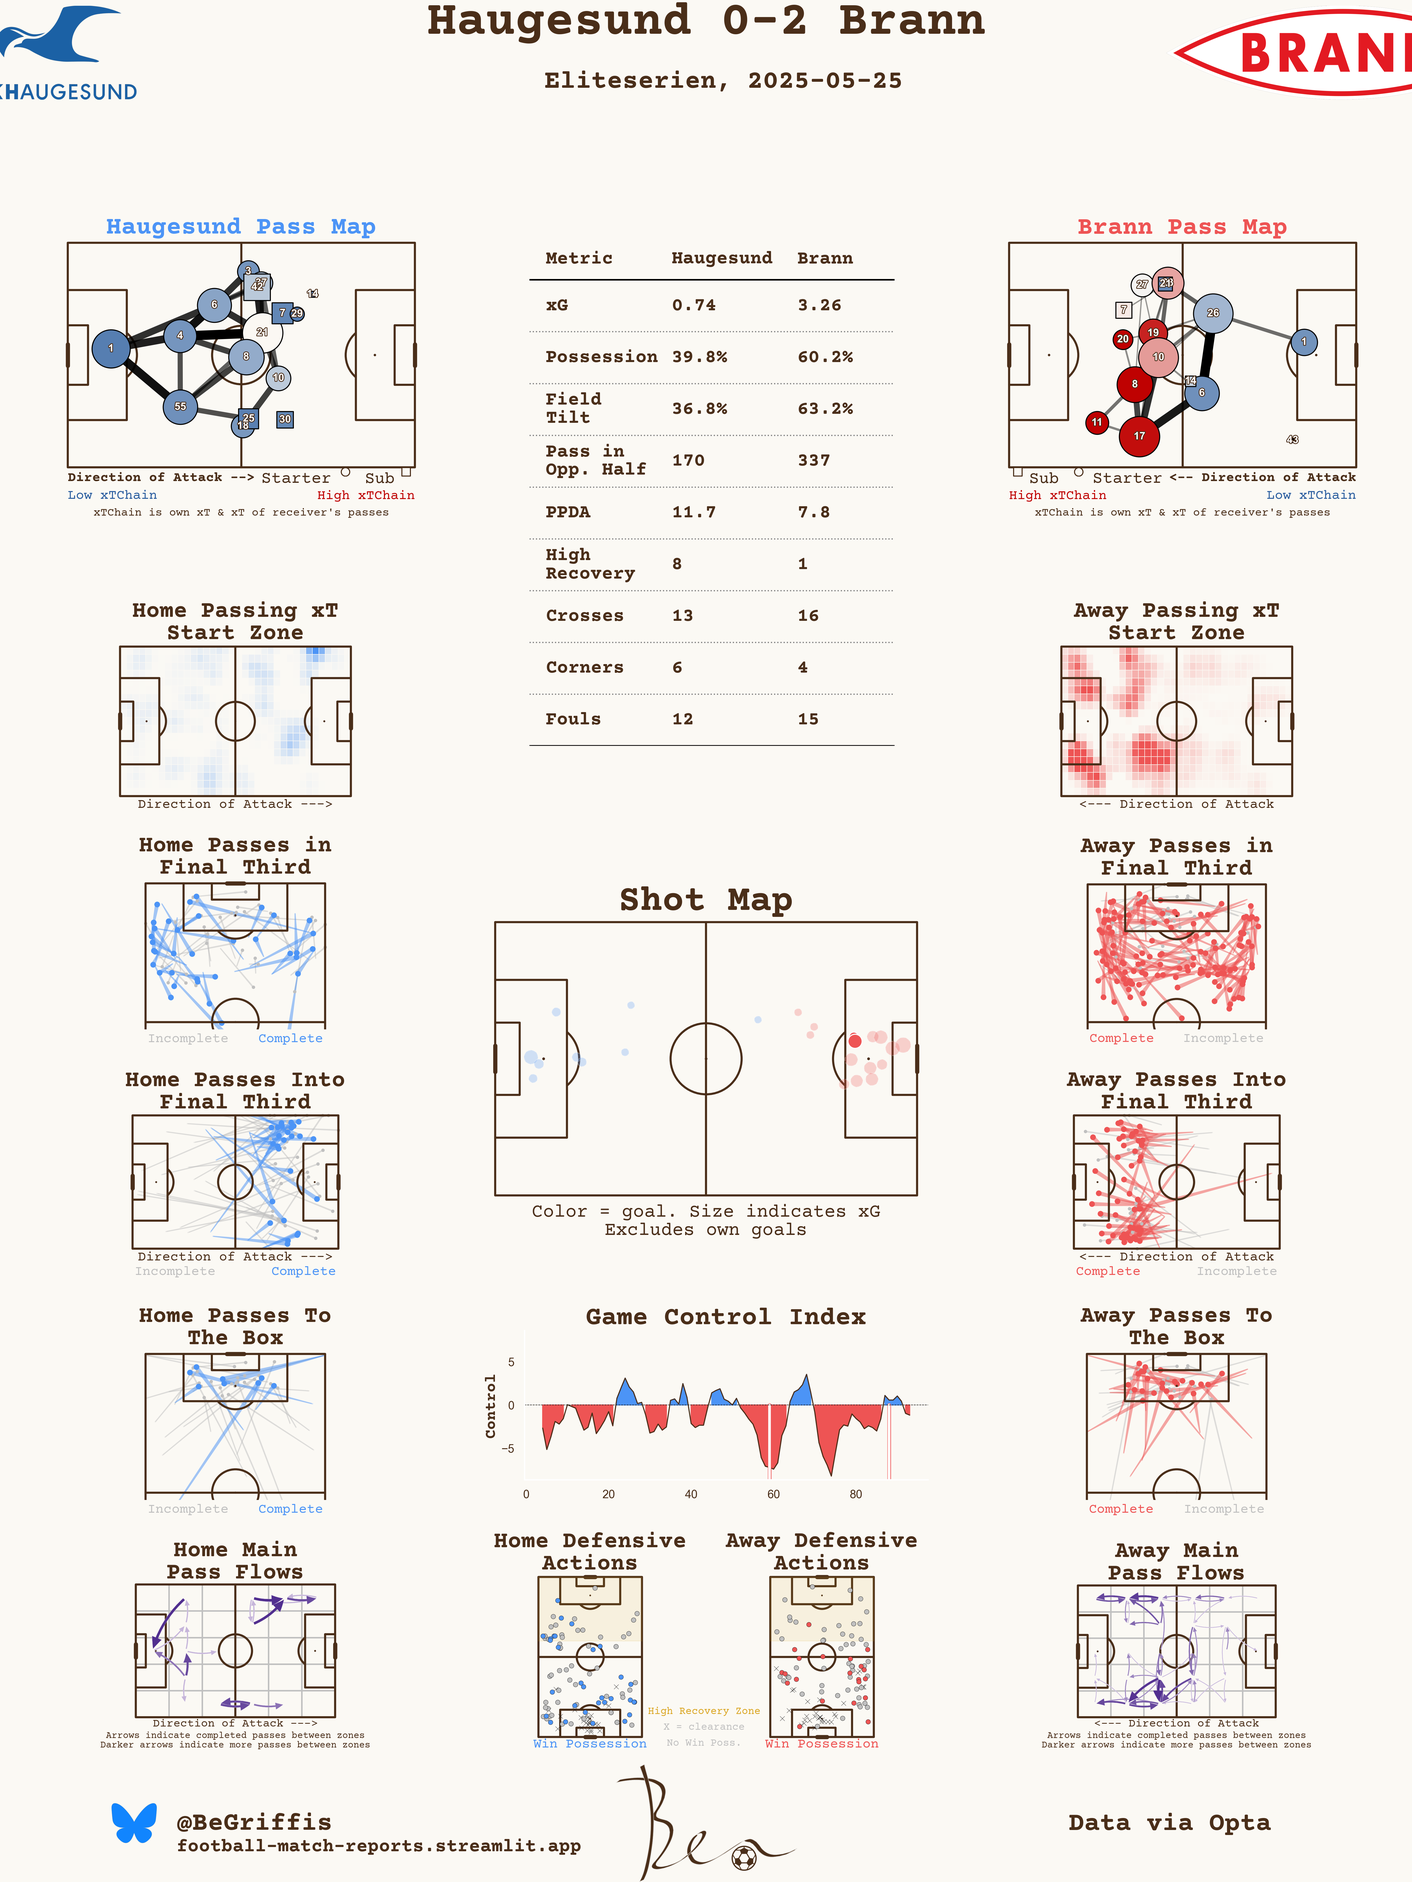 Haugesund 0-2 Brann
Eliteserien, 2025-05-25
KHAUGESUND
BRAN
Haugesund Pass Map
3
27
42
14
6
7
29
4
21
1
8
10
55
25
18
30
Direction of Attack --> Starter Sub
Low xTChain High xTChain
xTChain is own xT & xT of receiver's passes
Metric Haugesund Brann
xG 0.74 3.26
Possession 39.8% 60.2%
Field
Tilt 36.8% 63.2%
Pass in
Opp. Half 170 337
PPDA 11.7 7.8
High
Recovery 8 1
Crosses 13 16
Corners 6 4
Fouls 12 15
Brann Pass Map
27
21
7
26
19
20
1
10
8
14
6
11
17
43
Sub Starter <-- Direction of Attack
High xTChain Low xTChain
xTChain is own xT & xT of receiver's passes
Home Passing xT
Start Zone
Direction of Attack --->
Away Passing xT
Start Zone
<--- Direction of Attack
Home Passes in
Final Third
Incomplete Complete
Away Passes in
Final Third
Complete Incomplete
Shot Map
Color = goal. Size indicates xG
Excludes own goals
Home Passes Into
Final Third
Direction of Attack --->
Incomplete Complete
Away Passes Into
Final Third
<--- Direction of Attack
Complete Incomplete
Home Passes To
The Box
Incomplete Complete
Game Control Index
Control
5
0
−5
0 20 40 60 80
Away Passes To
The Box
Complete Incomplete
Home Main
Pass Flows
Direction of Attack --->
Arrows indicate completed passes between zones
Darker arrows indicate more passes between zones
Home Defensive
Actions
Win Possession
High Recovery Zone
X = clearance
No Win Poss.
Away Defensive
Actions
Win Possession
Away Main
Pass Flows
<--- Direction of Attack
Arrows indicate completed passes between zones
Darker arrows indicate more passes between zones
@BeGriffis
football-match-reports.streamlit.app
Ben
Data via Opta